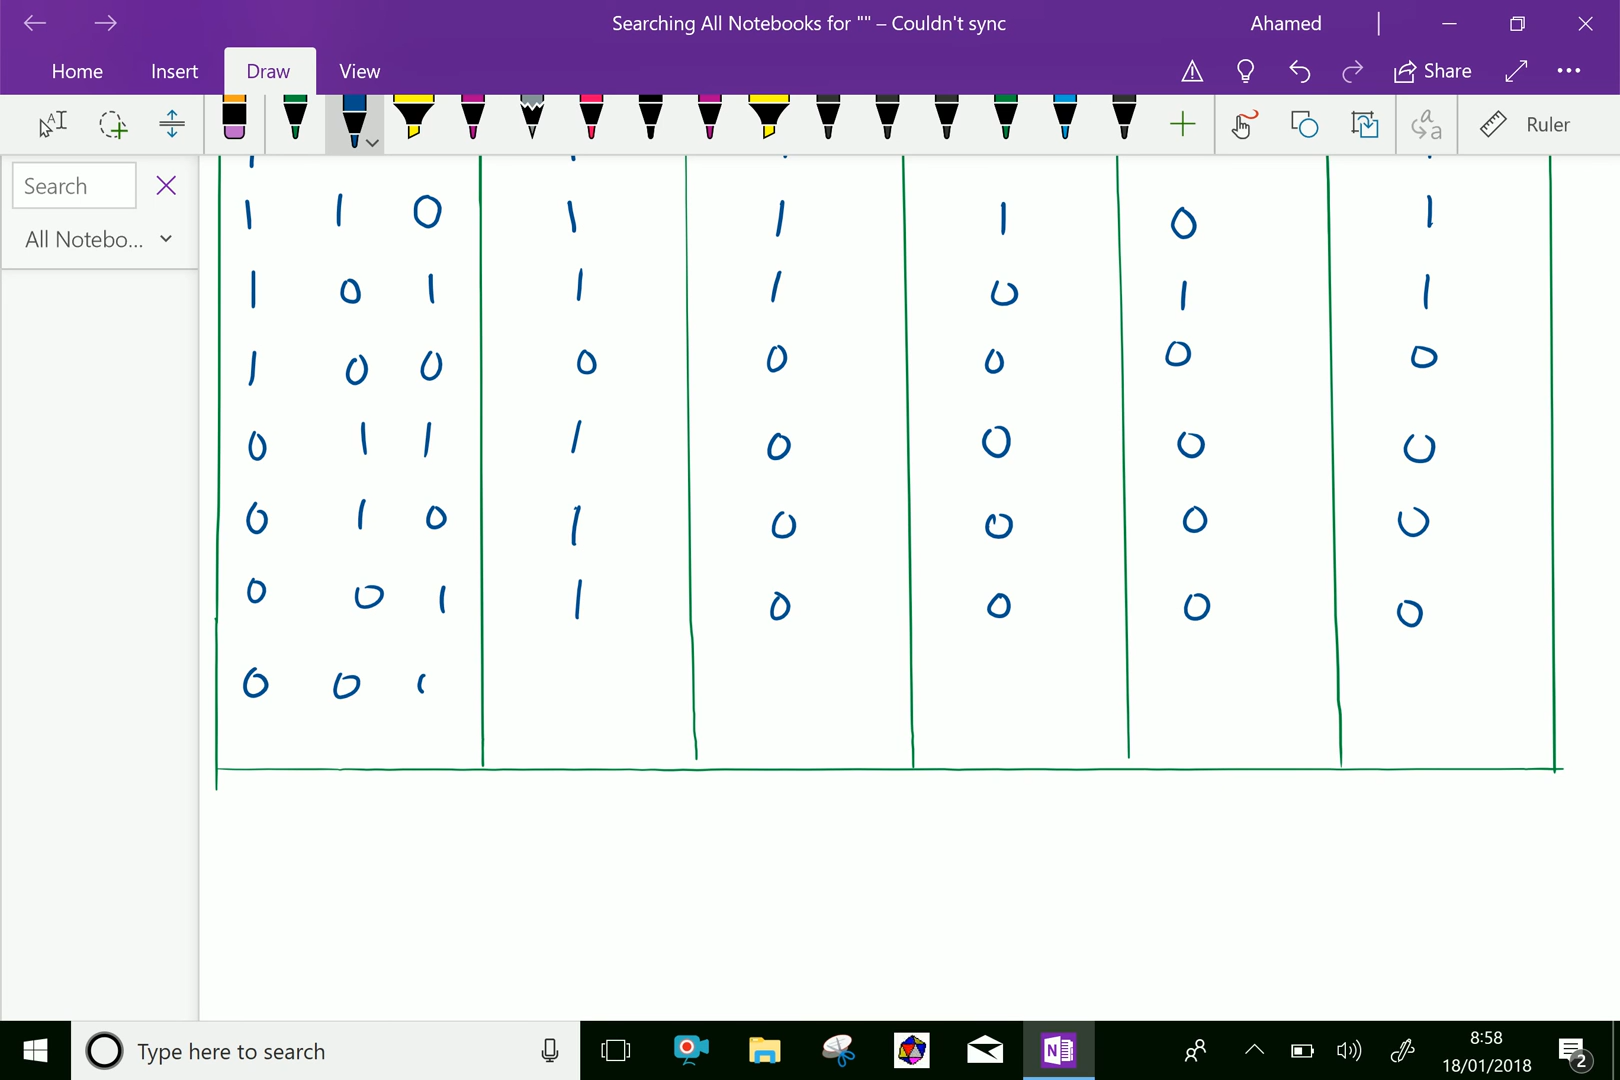 Searching All Notebooks for "" – Couldn't sync
Ahamed
Home Insert Draw View
Share
Ruler
Search
All Notebo...
1 1 0 1 1 1 0 1
1 0 1 1 1 0 1 1
1 0 0 0 0 0 0 0
0 1 1 1 0 0 0 0
0 1 0 1 0 0 0 0
0 0 1 1 0 0 0 0
0 0
Type here to search
8:58
18/01/2018
2